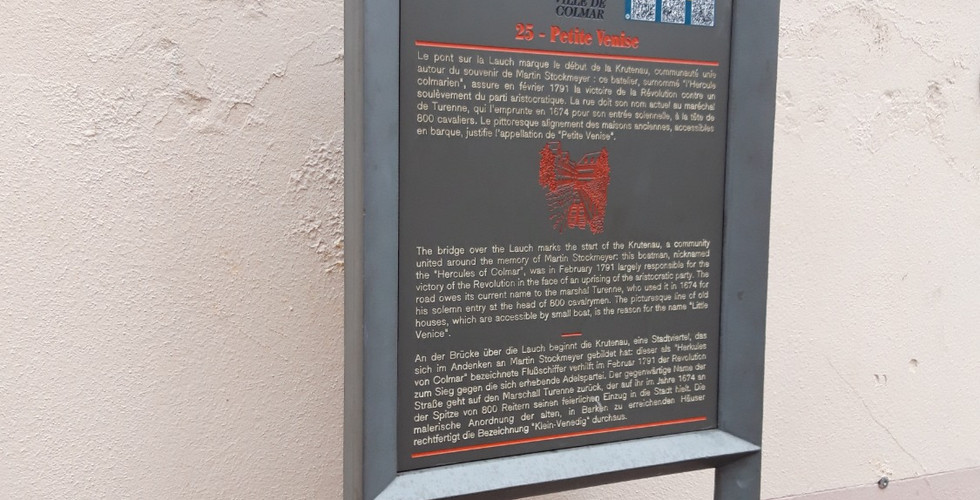 VILLE DE
COLMAR
25 - Petite Venise
Le pont sur la Lauch marque le début de la Krutenau, communauté unie
autour du souvenir de Martin Stockmeyer : ce batelier, surnommé "l'Hercule
colmarien", assure en février 1791 la victoire de la Révolution contre un
soulèvement du parti aristocratique. La rue doit son nom actuel au maréchal
de Turenne, qui l'emprunte en 1674 pour son entrée solennelle, à la tête de
800 cavaliers. Le pittoresque alignement des maisons anciennes, accessibles
en barque, justifie l'appellation de "Petite Venise".
The bridge over the Lauch marks the start of the Krutenau, a community
united around the memory of Martin Stockmeyer: this boatman, nicknamed
the "Hercules of Colmar", was in February 1791 largely responsible for the
victory of the Revolution in the face of an uprising of the aristocratic party. The
road owes its current name to the marshal Turenne, who used it in 1674 for
his solemn entry at the head of 800 cavalrymen. The picturesque line of old
houses, which are accessible by small boat, is the reason for the name "Little
Venice".
An der Brücke über die Lauch beginnt die Krutenau, eine Stadtviertel, das
sich im Andenken an Martin Stockmeyer gebildet hat: dieser als "Herkules
von Colmar" bezeichnete Flußschiffer verhilft im Februar 1791 der Revolution
zum Sieg gegen die sich erhebende Adelspartei. Der gegenwärtige Name der
Straße geht auf den Marschall Turenne zurück, der auf ihr im Jahre 1674 an
der Spitze von 800 Reitern seinen feierlichen Einzug in die Stadt hielt. Die
malerische Anordnung der alten, in Barken zu erreichenden Häuser
rechtfertigt die Bezeichnung "Klein-Venedig" durchaus.